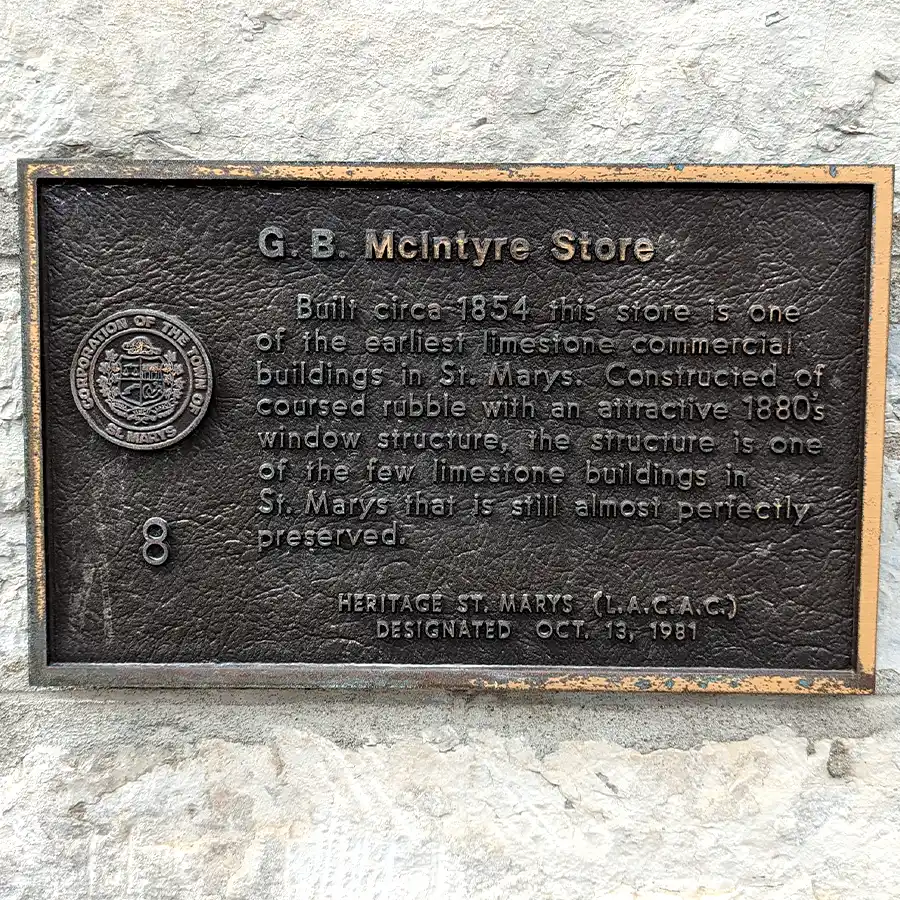 G. B. McIntyre Store
Built circa 1854 this store is one
of the earliest limestone commercial
buildings in St. Marys. Constructed of
coursed rubble with an attractive 1880's
window structure, the structure is one
of the few limestone buildings in
St. Marys that is still almost perfectly
preserved.
CORPORATION OF THE TOWN OF
ST. MARYS
8
HERITAGE ST. MARYS (L.A.C.A.C.)
DESIGNATED OCT. 13, 1981